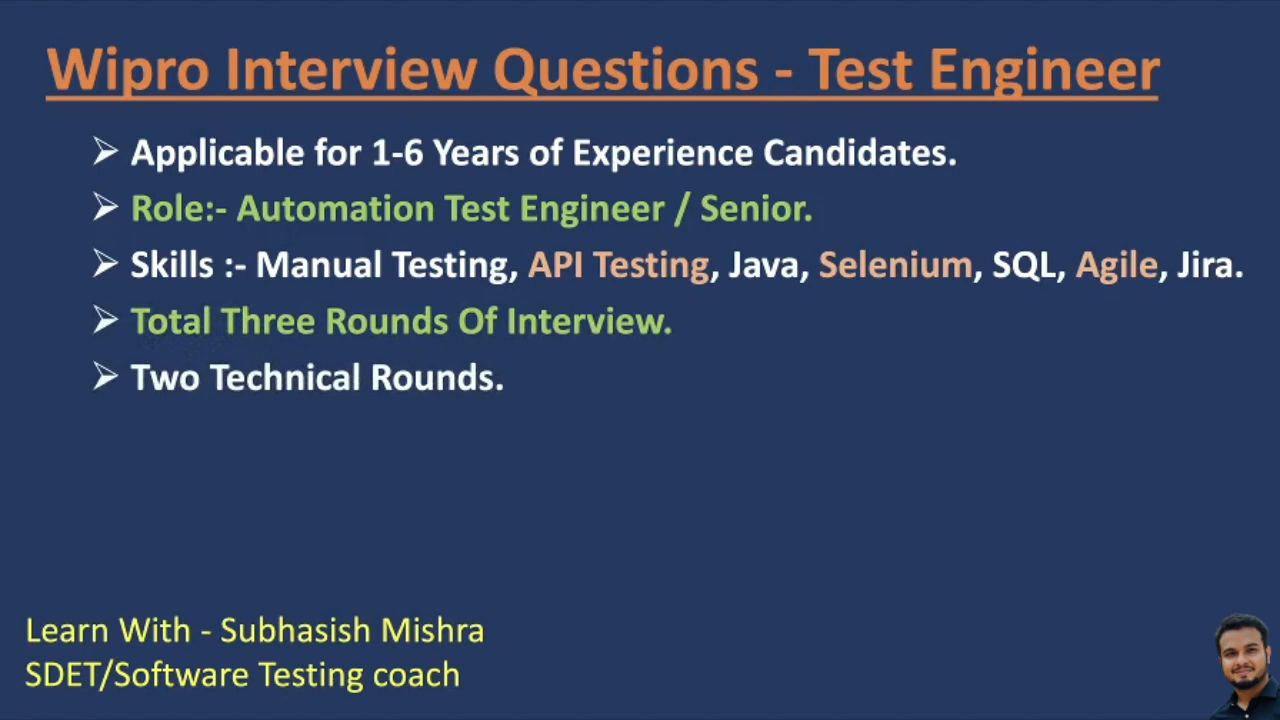 Wipro Interview Questions - Test Engineer
➢ Applicable for 1-6 Years of Experience Candidates.
➢ Role:- Automation Test Engineer / Senior.
➢ Skills :- Manual Testing, API Testing, Java, Selenium, SQL, Agile, Jira.
➢ Total Three Rounds Of Interview.
➢ Two Technical Rounds.
Learn With - Subhasish Mishra
SDET/Software Testing coach